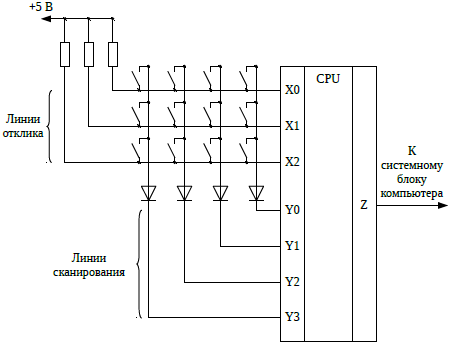 +5 В
Линии
отклика
X0
CPU
X1
X2
К
системному
блоку
компьютера
Z
Y0
Y1
Линии
сканирования
Y2
Y3